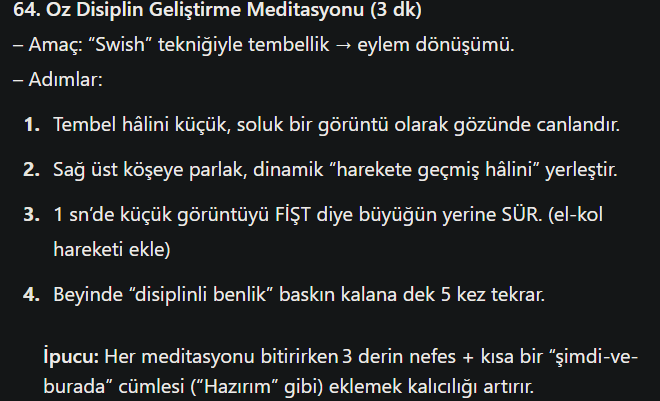 64. Öz Disiplin Geliştirme Meditasyonu (3 dk)
– Amaç: “Swish” tekniğiyle tembellik → eylem dönüşümü.
– Adımlar:
1. Tembel hâlini küçük, soluk bir görüntü olarak gözünde canlandır.
2. Sağ üst köşeye parlak, dinamik “harekete geçmiş hâlini” yerleştir.
3. 1 sn’de küçük görüntüyü FİŞT diye büyüğün yerine SÜR. (el-kol
hareketi ekle)
4. Beyinde “disiplinli benlik” baskın kalana dek 5 kez tekrar.
İpucu: Her meditasyonu bitirirken 3 derin nefes + kısa bir “şimdi-ve-
burada” cümlesi (“Hazırım” gibi) eklemek kalıcılığı artırır.